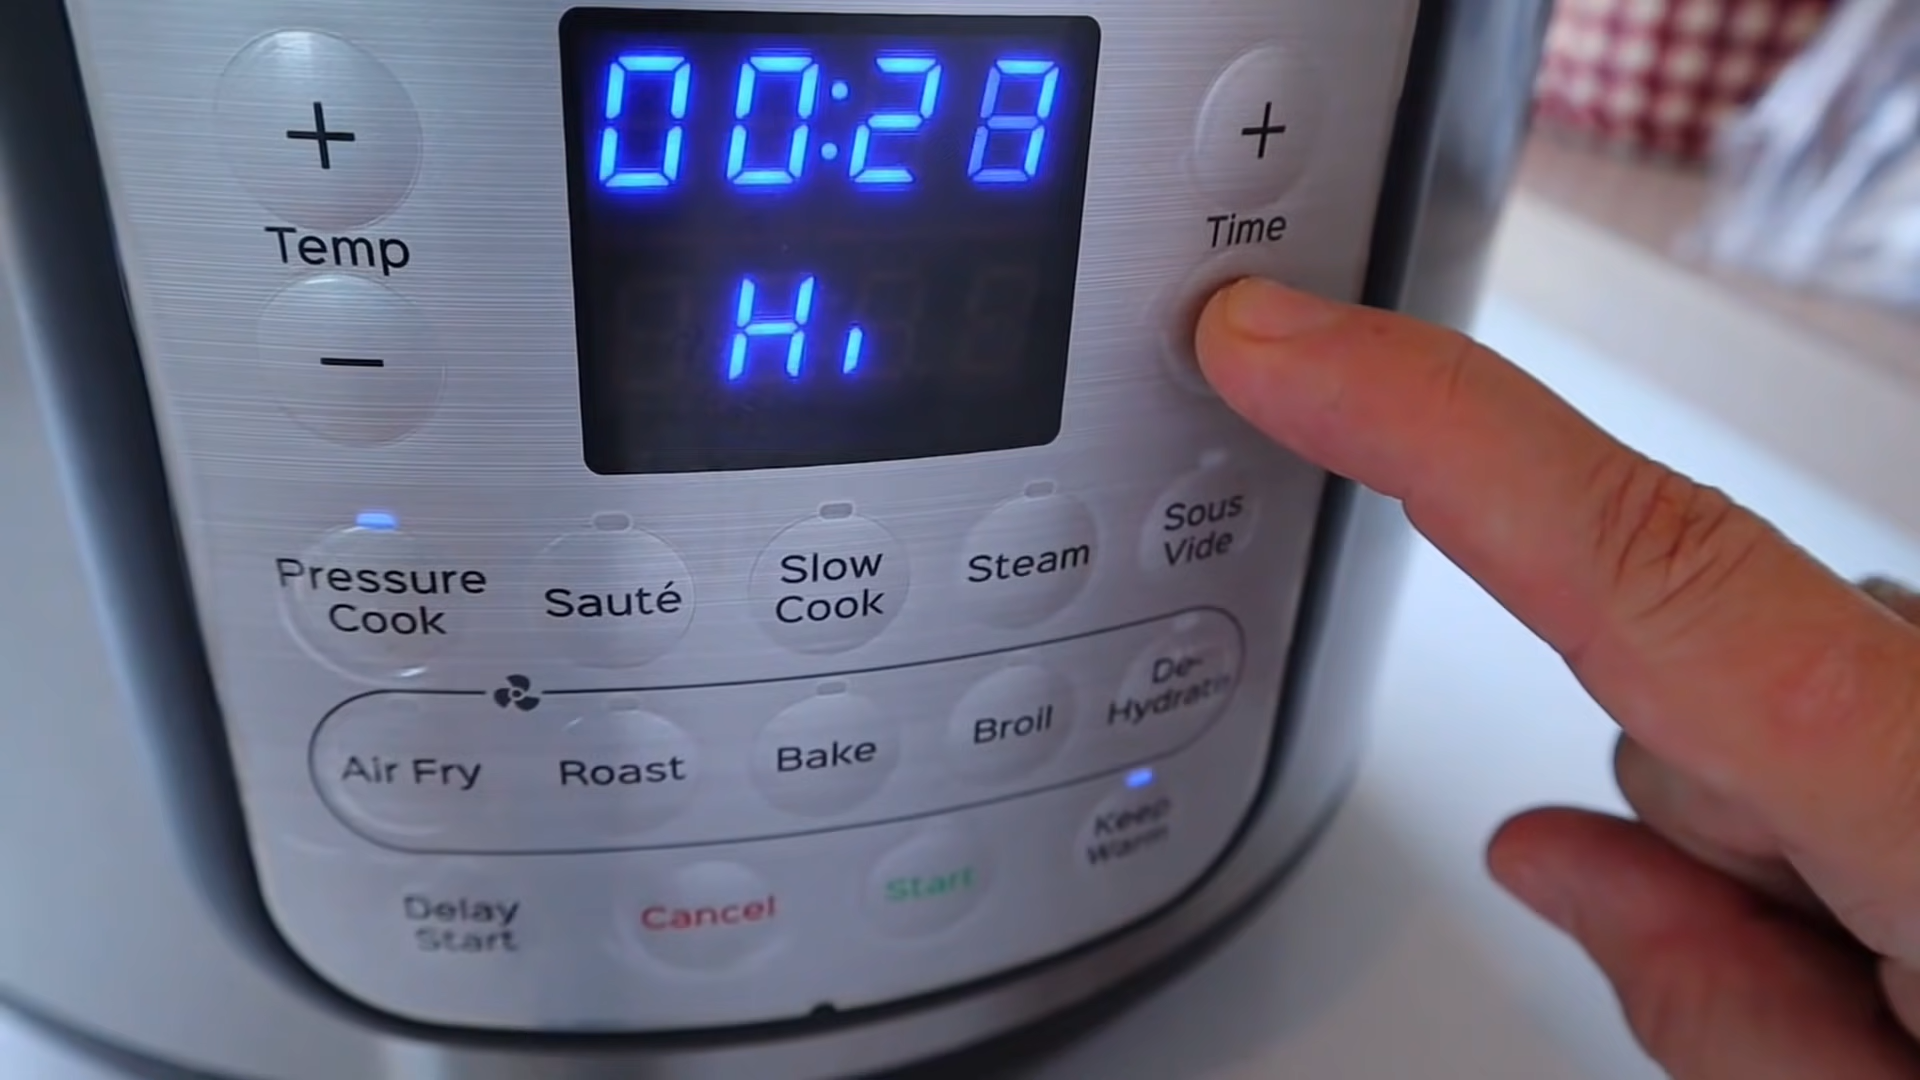 00:28
+
+
Temp
Time
Hi
−
Pressure
Cook
Sauté
Slow
Cook
Steam
Sous
Vide
Air Fry
Roast
Bake
Broil
De-
Hydrate
Delay
Start
Cancel
Start
Keep
Warm